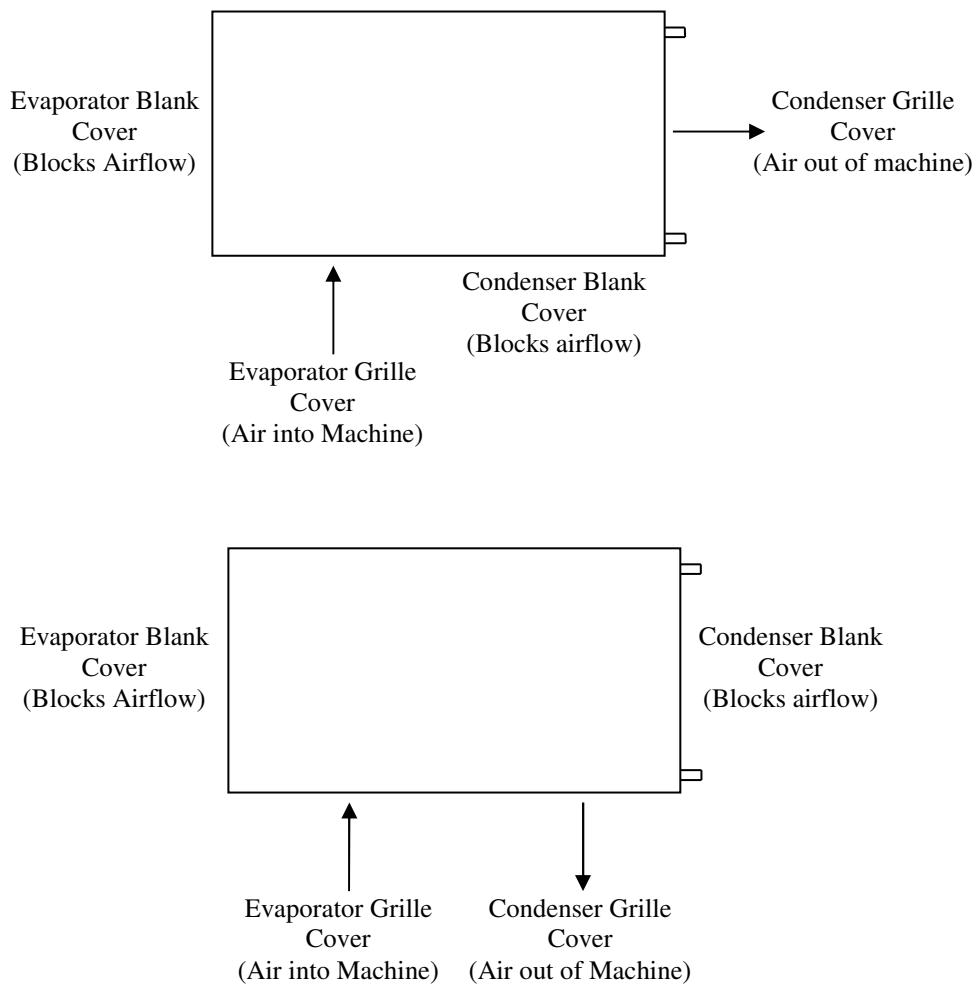 Evaporator Blank
Cover
(Blocks Airflow)
Condenser Grille
Cover
(Air out of machine)
Condenser Blank
Cover
(Blocks airflow)
Evaporator Grille
Cover
(Air into Machine)
Evaporator Blank
Cover
(Blocks Airflow)
Condenser Blank
Cover
(Blocks airflow)
Evaporator Grille
Cover
(Air into Machine)
Condenser Grille
Cover
(Air out of Machine)